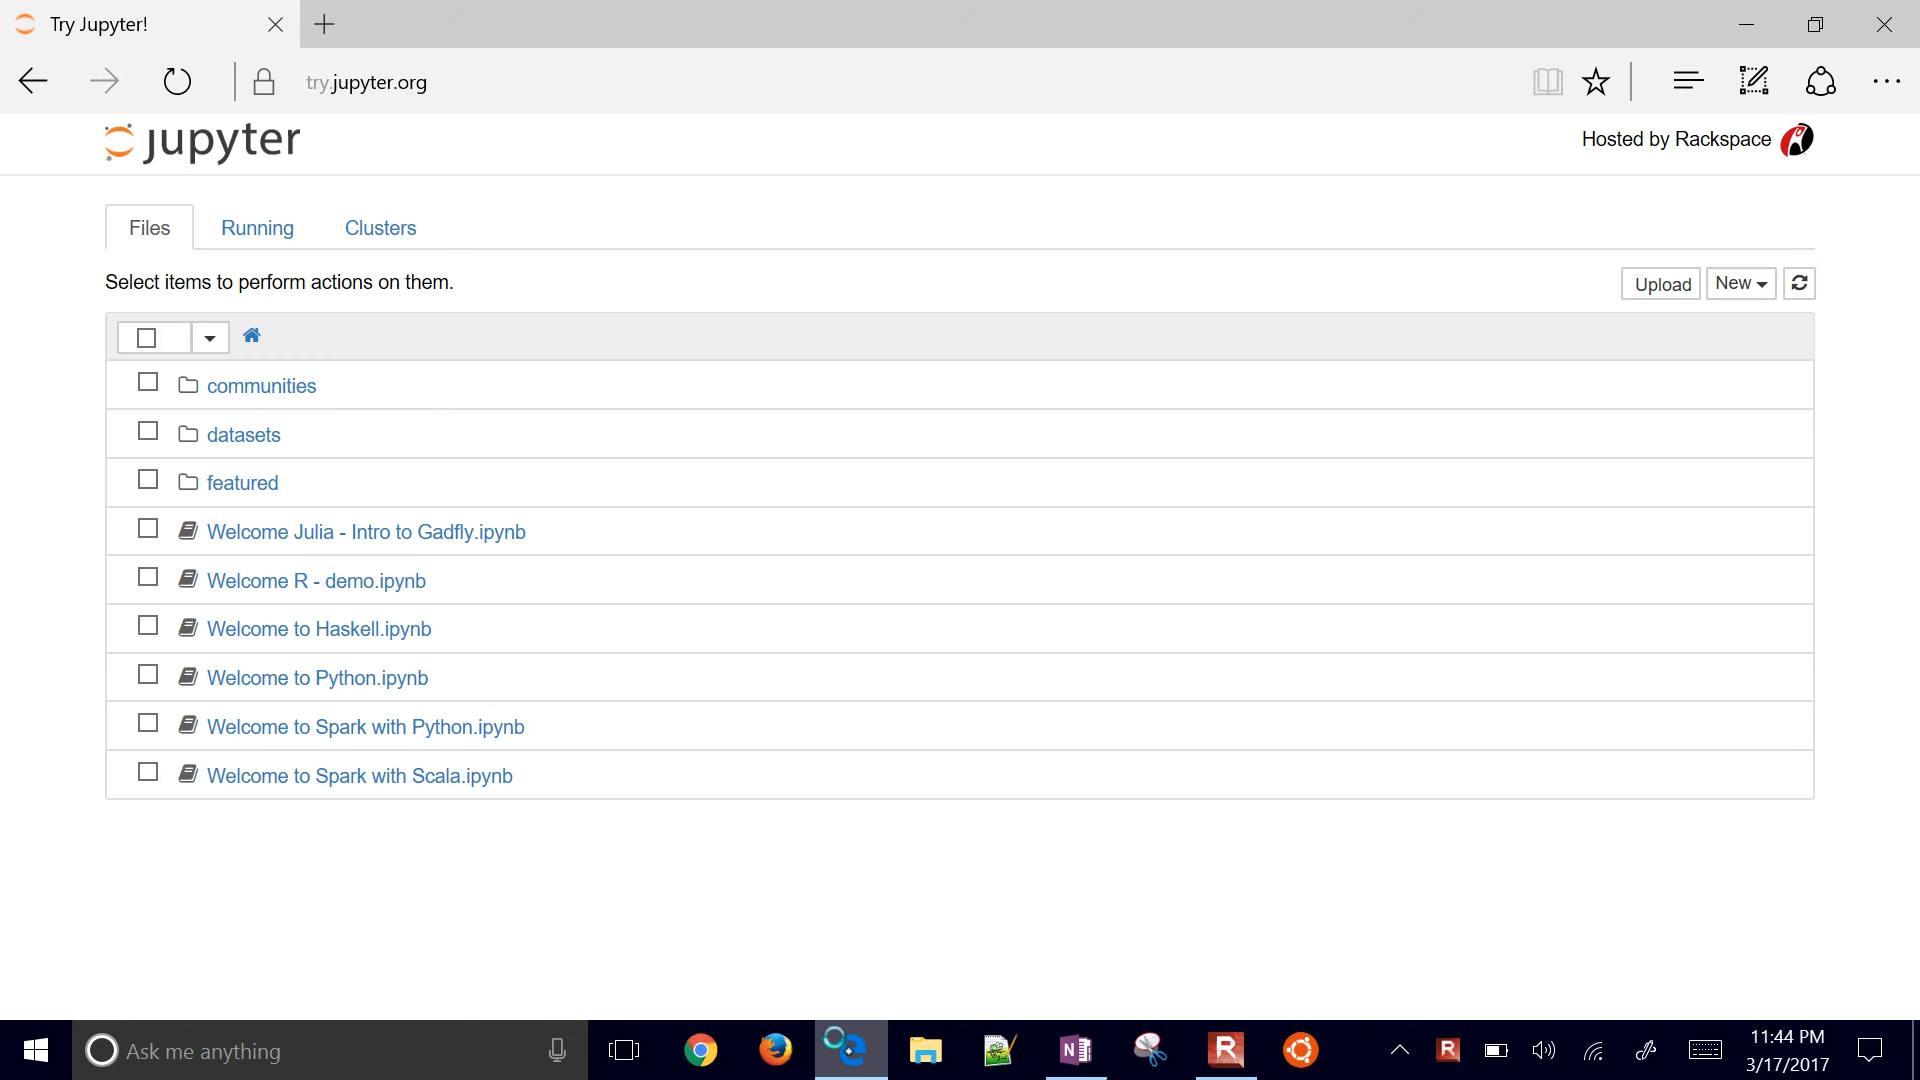 Try Jupyter!
try.jupyter.org
jupyter
Hosted by Rackspace
Files
Running
Clusters
Select items to perform actions on them.
Upload
New
communities
datasets
featured
Welcome Julia - Intro to Gadfly.ipynb
Welcome R - demo.ipynb
Welcome to Haskell.ipynb
Welcome to Python.ipynb
Welcome to Spark with Python.ipynb
Welcome to Spark with Scala.ipynb
Ask me anything
N
R
R
11:44 PM
3/17/2017